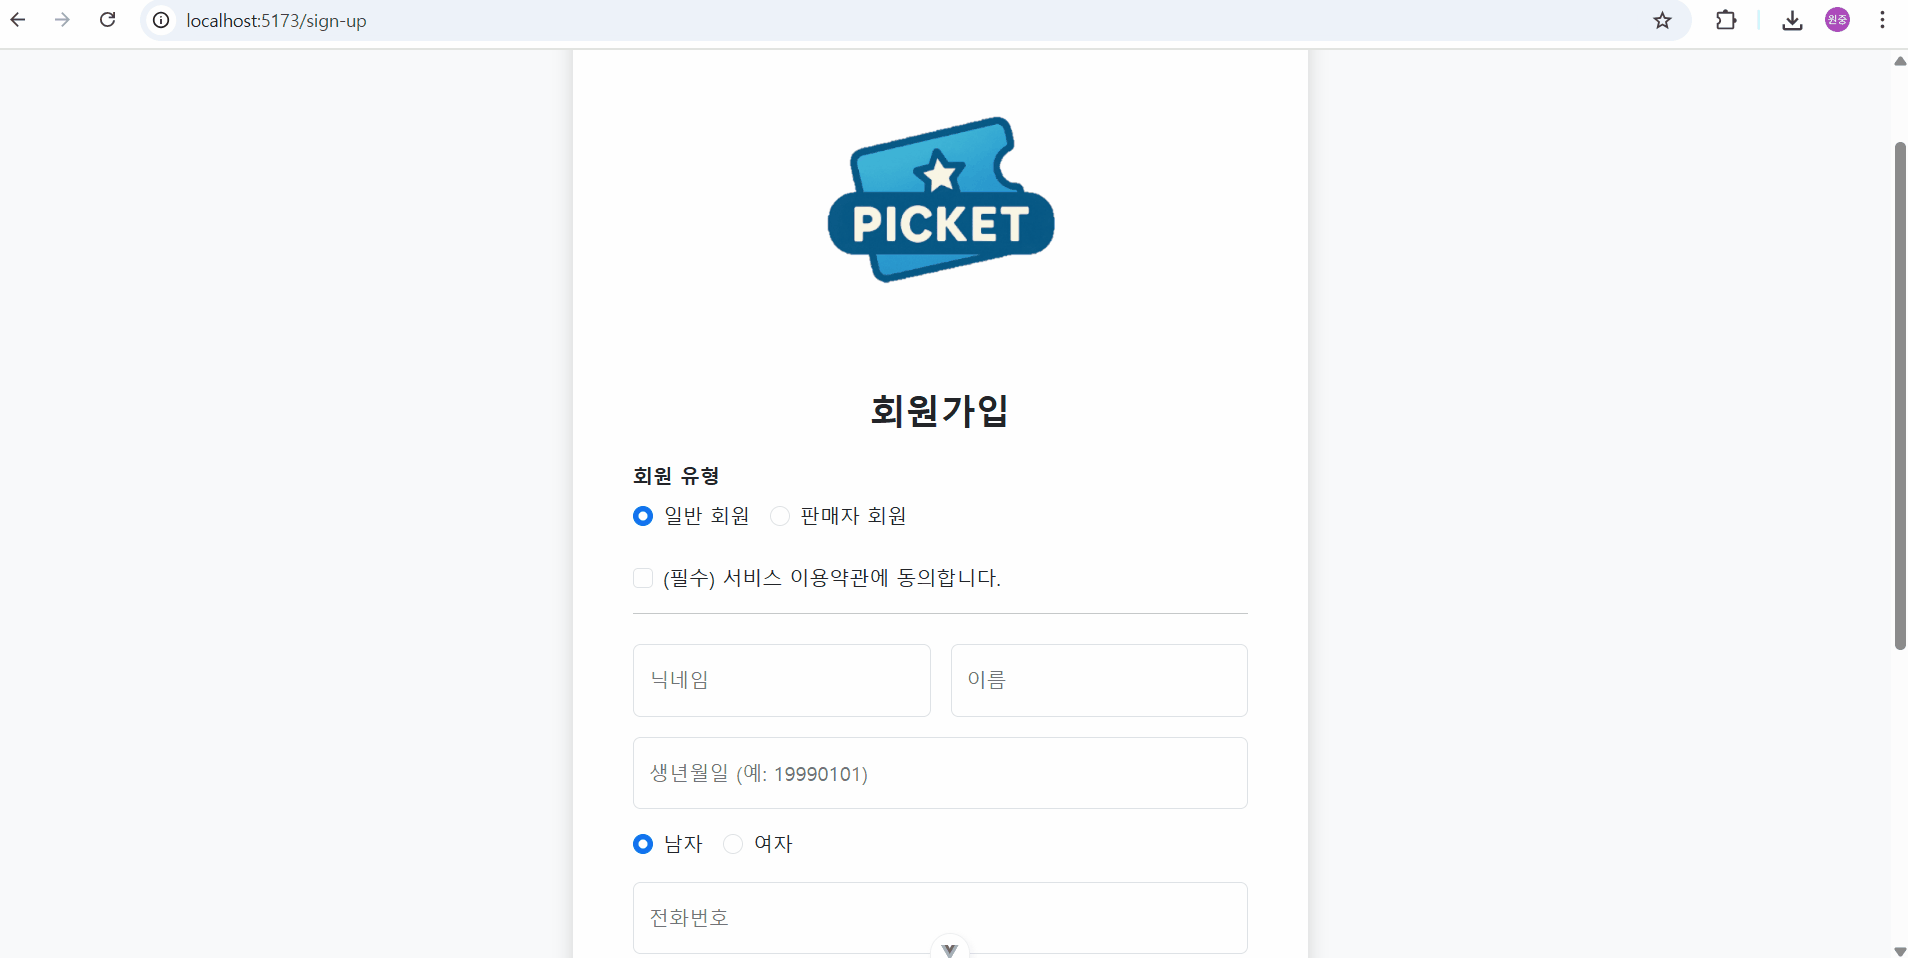 localhost:5173/sign-up
원중
PICKET
회원가입
회원 유형
일반 회원 판매자 회원
(필수) 서비스 이용약관에 동의합니다.
닉네임 이름
생년월일 (예: 19990101)
남자 여자
전화번호